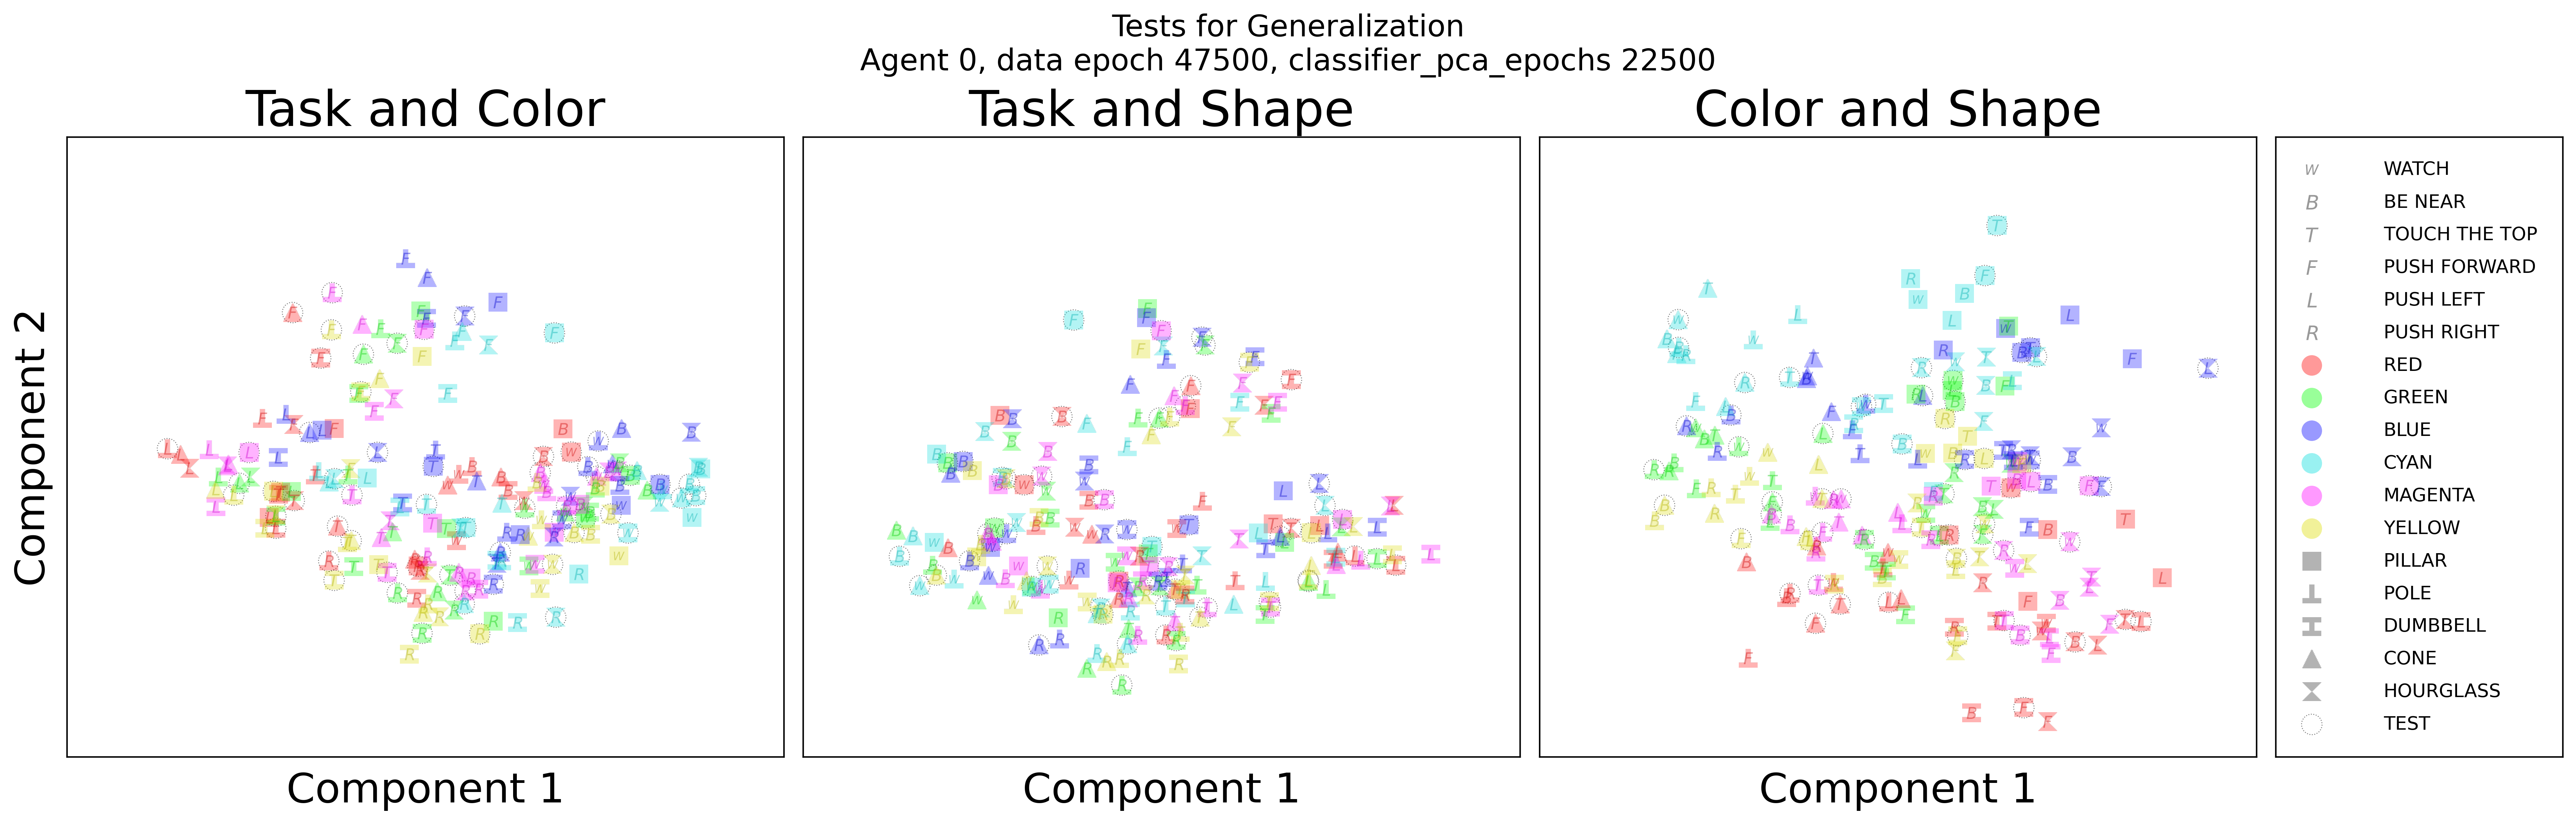 Tests for Generalization
Agent 0, data epoch 47500, classifier_pca_epochs 22500
Task and Color
Task and Shape
Color and Shape
Component 2
Component 1
Component 1
Component 1
w WATCH
B BE NEAR
T TOUCH THE TOP
F PUSH FORWARD
L PUSH LEFT
R PUSH RIGHT
RED
GREEN
BLUE
CYAN
MAGENTA
YELLOW
PILLAR
POLE
DUMBBELL
CONE
HOURGLASS
TEST